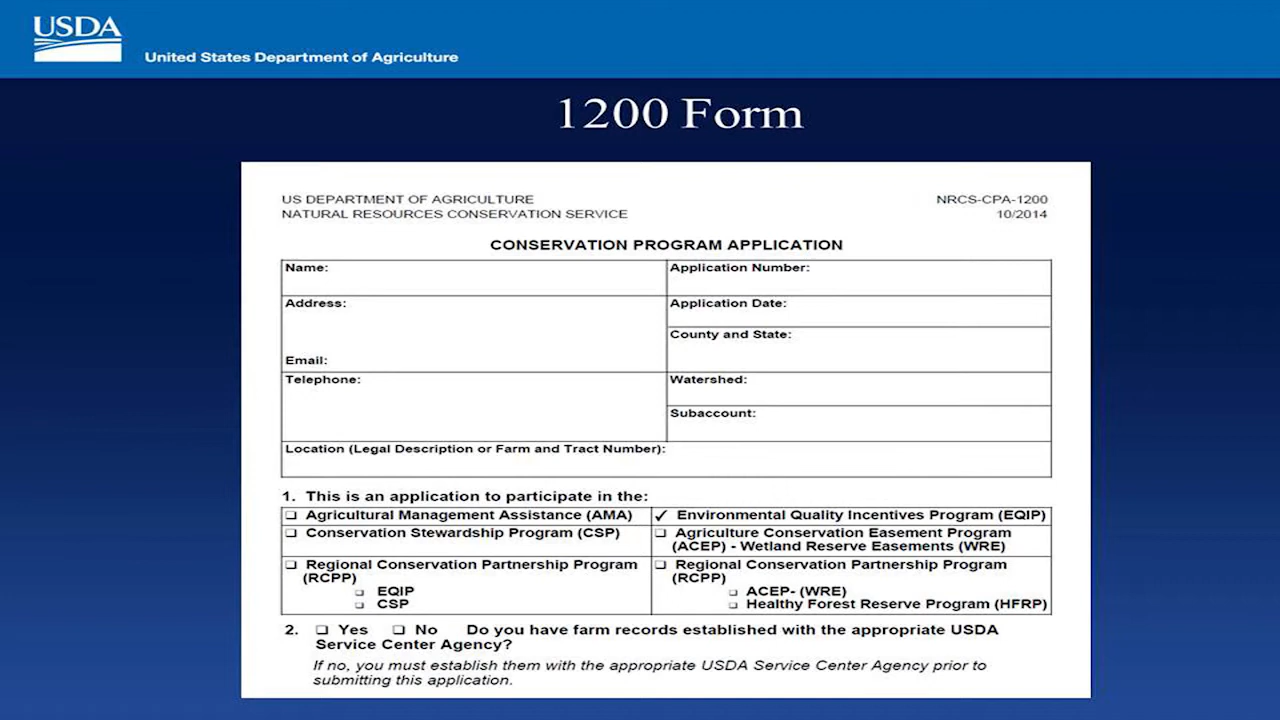 USDA
United States Department of Agriculture
1200 Form
US DEPARTMENT OF AGRICULTURE
NATURAL RESOURCES CONSERVATION SERVICE
NRCS-CPA-1200
10/2014
CONSERVATION PROGRAM APPLICATION
Name:
Application Number:
Address:
Application Date:
County and State:
Email:
Telephone:
Watershed:
Subaccount:
Location (Legal Description or Farm and Tract Number):
1. This is an application to participate in the:
❑ Agricultural Management Assistance (AMA)
✓ Environmental Quality Incentives Program (EQIP)
❑ Conservation Stewardship Program (CSP)
❑ Agriculture Conservation Easement Program
(ACEP) - Wetland Reserve Easements (WRE)
❑ Regional Conservation Partnership Program
(RCPP)
❑ EQIP
❑ CSP
❑ Regional Conservation Partnership Program
(RCPP)
❑ ACEP- (WRE)
❑ Healthy Forest Reserve Program (HFRP)
2. ❑ Yes ❑ No Do you have farm records established with the appropriate USDA
Service Center Agency?
If no, you must establish them with the appropriate USDA Service Center Agency prior to
submitting this application.